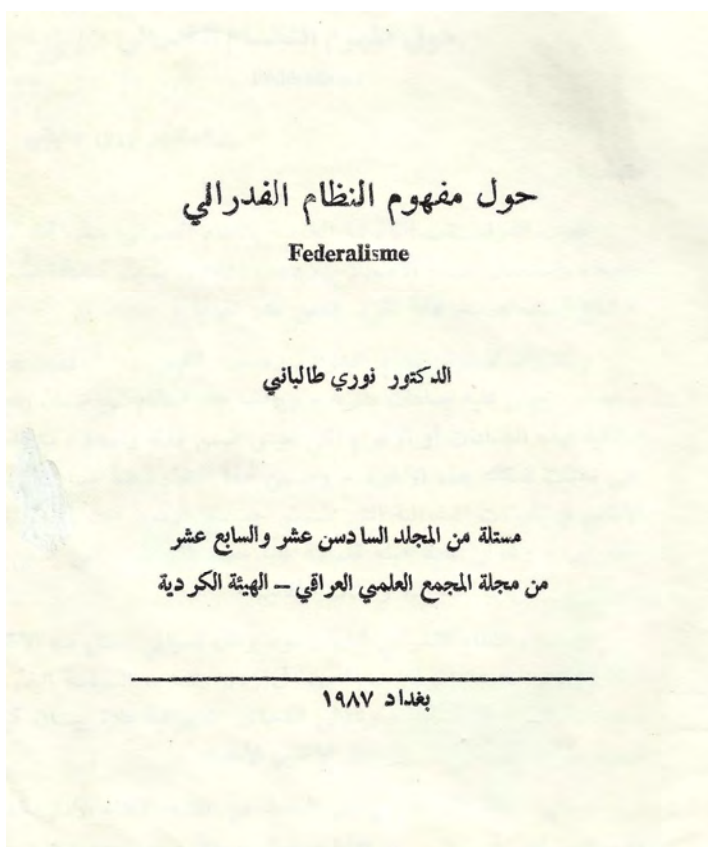 حول مفهوم النظام الفدرالي
Federalisme
الدكتور نوري طالباني
مستلة من المجلد السادسن عشر والسابع عشر
من مجلة المجمع العلمي العراقي – الهيئة الكردية
بغداد ١٩٨٧